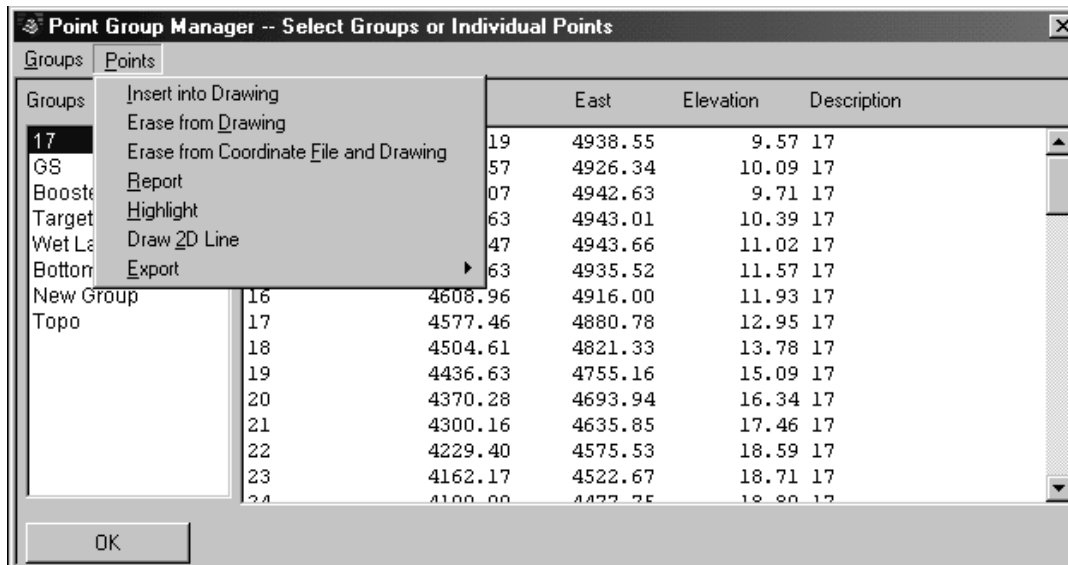 Point Group Manager -- Select Groups or Individual Points
Groups Points
Groups East Elevation Description
Insert into Drawing
Erase from Drawing
Erase from Coordinate File and Drawing
Report
Highlight
Draw 2D Line
Export
17
GS
Booste
Target
Wet La
Bottom
New Group
Topo
19 4938.55 9.57 17
57 4926.34 10.09 17
07 4942.63 9.71 17
63 4943.01 10.39 17
47 4943.66 11.02 17
63 4935.52 11.57 17
16 4608.96 4916.00 11.93 17
17 4577.46 4880.78 12.95 17
18 4504.61 4821.33 13.78 17
19 4436.63 4755.16 15.09 17
20 4370.28 4693.94 16.34 17
21 4300.16 4635.85 17.46 17
22 4229.40 4575.53 18.59 17
23 4162.17 4522.67 18.71 17
OK